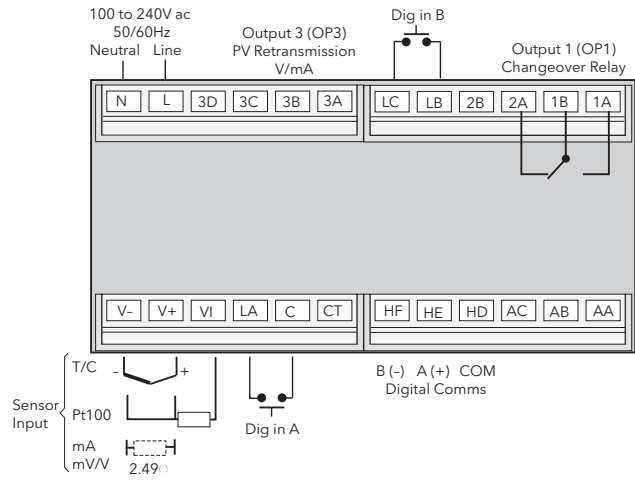 100 to 240V ac
50/60Hz
Neutral Line
Output 3 (OP3)
PV Retransmission
V/mA
Dig in B
Output 1 (OP1)
Changeover Relay
N L 3D 3C 3B 3A LC LB 2B 2A 1B 1A
V- V+ VI LA C CT HF HE HD AC AB AA
T/C - +
B (-) A (+) COM
Digital Comms
Sensor
Input
Pt100
Dig in A
mA
mV/V
2.49Ω